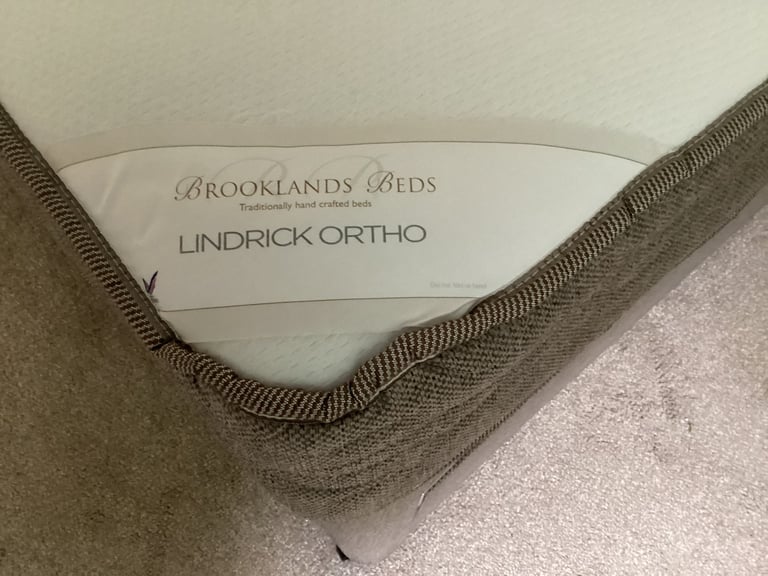 BROOKLANDS BEDS
Traditionally hand crafted beds
LINDRICK ORTHO